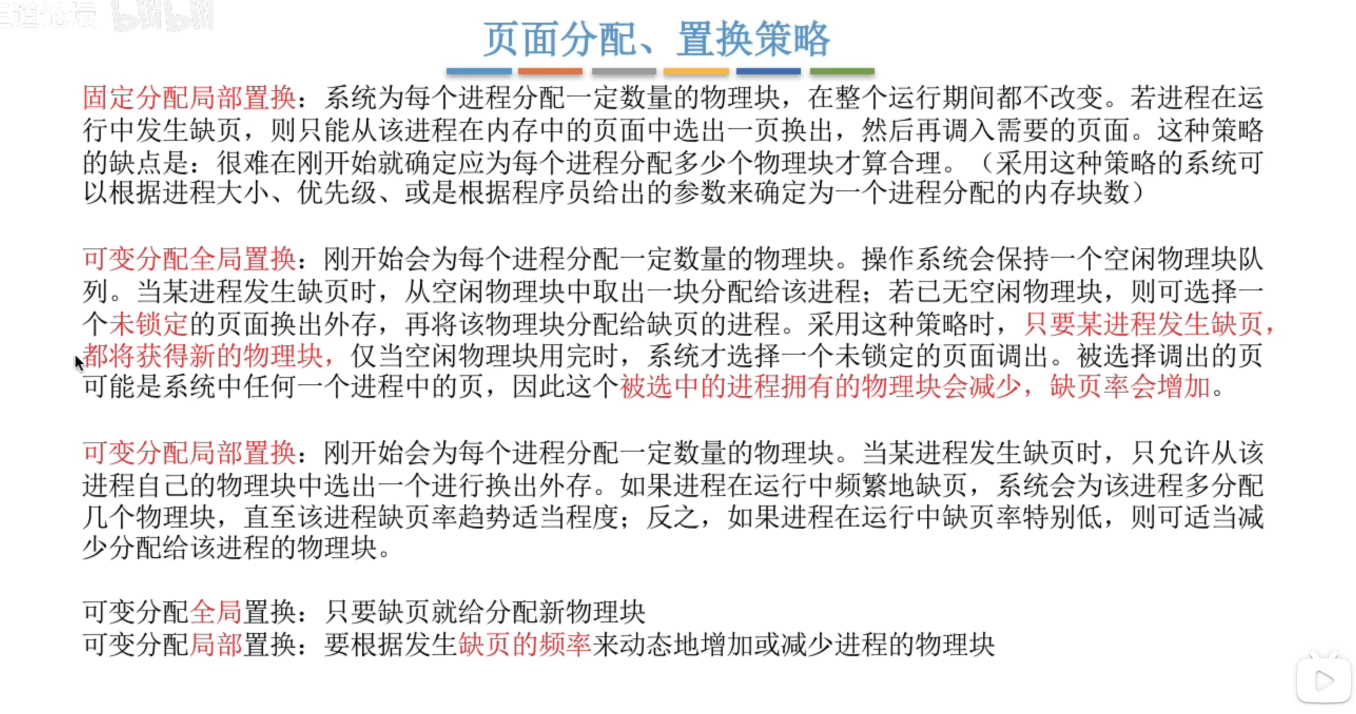 王道论坛 bilibili
页面分配、置换策略
固定分配局部置换：系统为每个进程分配一定数量的物理块，在整个运行期间都不改变。若进程在运
行中发生缺页，则只能从该进程在内存中的页面中选出一页换出，然后再调入需要的页面。这种策略
的缺点是：很难在刚开始就确定应为每个进程分配多少个物理块才算合理。（采用这种策略的系统可
以根据进程大小、优先级、或是根据程序员给出的参数来确定为一个进程分配的内存块数）
可变分配全局置换：刚开始会为每个进程分配一定数量的物理块。操作系统会保持一个空闲物理块队
列。当某进程发生缺页时，从空闲物理块中取出一块分配给该进程；若已无空闲物理块，则可选择一
个未锁定的页面换出外存，再将该物理块分配给缺页的进程。采用这种策略时，只要某进程发生缺页，
都将获得新的物理块，仅当空闲物理块用完时，系统才选择一个未锁定的页面调出。被选择调出的页
可能是系统中任何一个进程中的页，因此这个被选中的进程拥有的物理块会减少，缺页率会增加。
可变分配局部置换：刚开始会为每个进程分配一定数量的物理块。当某进程发生缺页时，只允许从该
进程自己的物理块中选出一个进行换出外存。如果进程在运行中频繁地缺页，系统会为该进程多分配
几个物理块，直至该进程缺页率趋势适当程度；反之，如果进程在运行中缺页率特别低，则可适当减
少分配给该进程的物理块。
可变分配全局置换：只要缺页就给分配新物理块
可变分配局部置换：要根据发生缺页的频率来动态地增加或减少进程的物理块